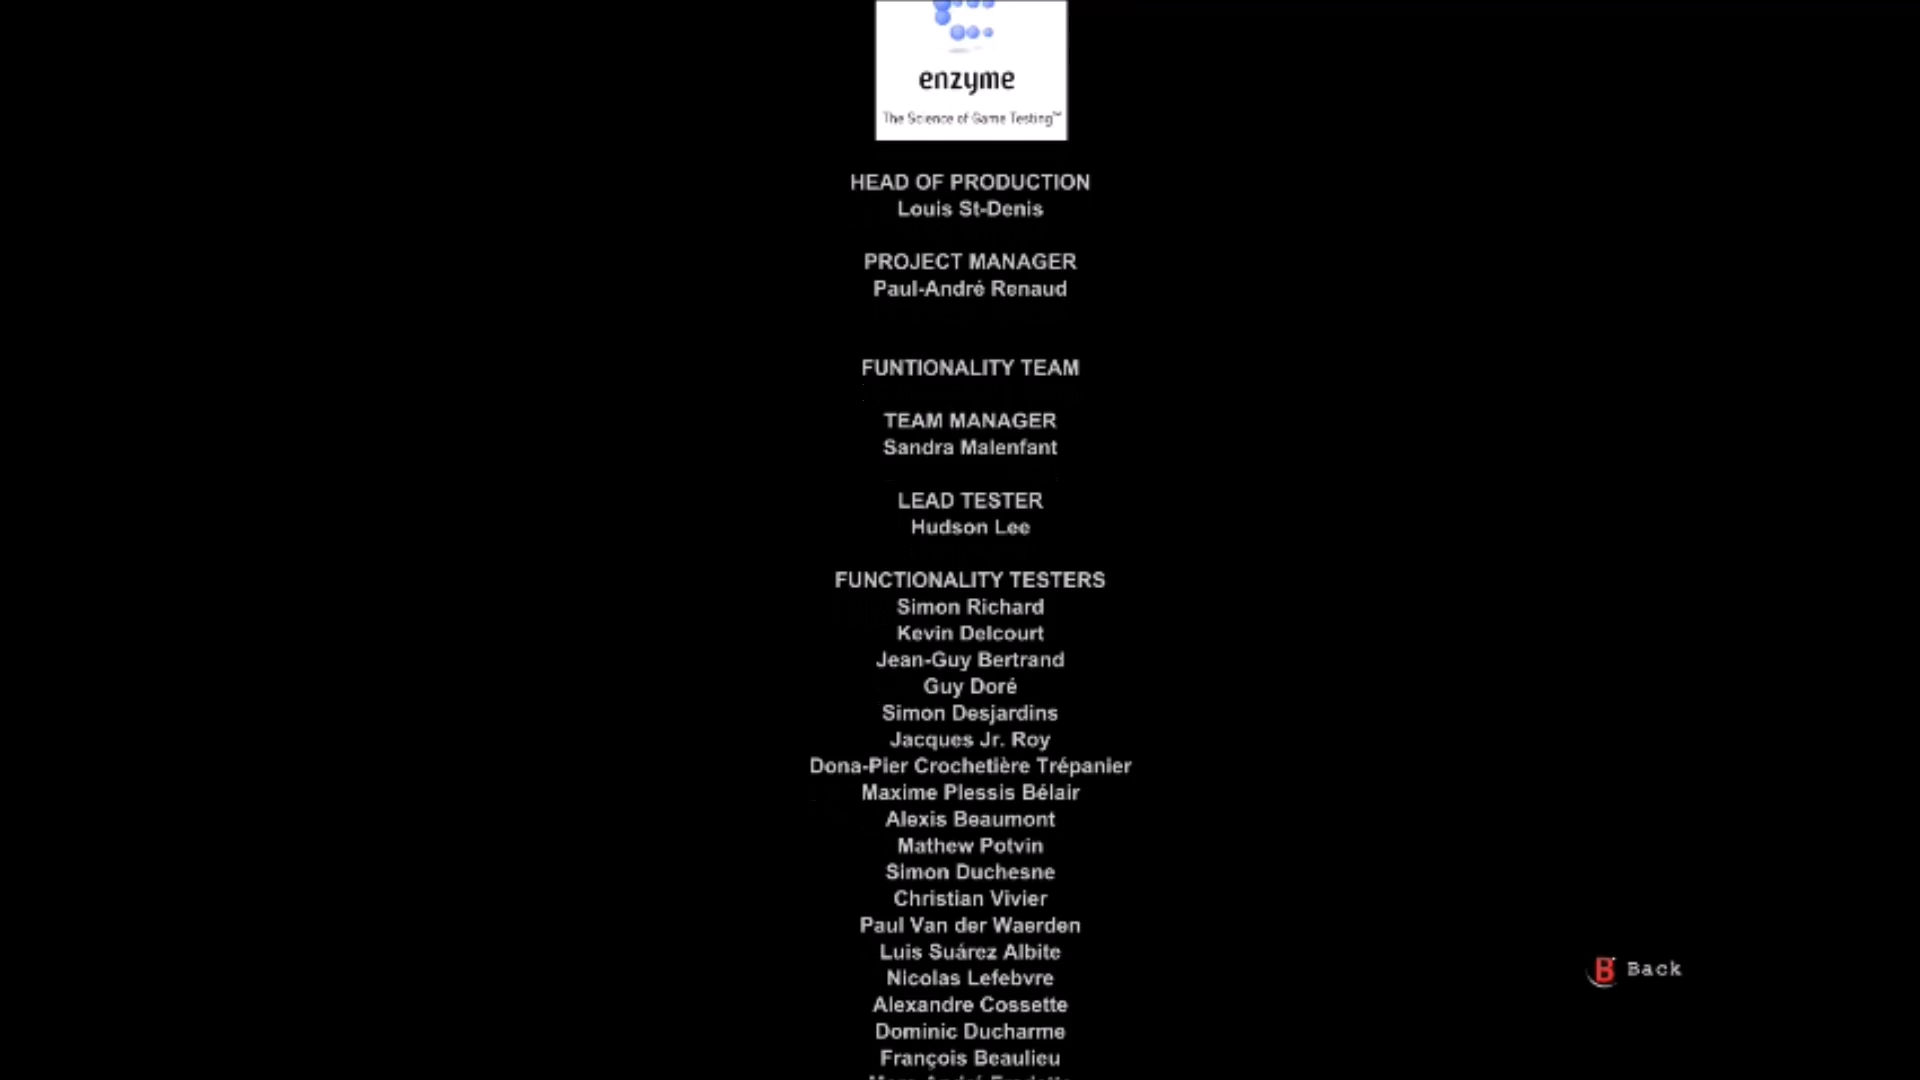 enzyme
The Science of Game Testing™
HEAD OF PRODUCTION
Louis St-Denis
PROJECT MANAGER
Paul-André Renaud
FUNTIONALITY TEAM
TEAM MANAGER
Sandra Malenfant
LEAD TESTER
Hudson Lee
FUNCTIONALITY TESTERS
Simon Richard
Kevin Delcourt
Jean-Guy Bertrand
Guy Doré
Simon Desjardins
Jacques Jr. Roy
Dona-Pier Crochetière Trépanier
Maxime Plessis Bélair
Alexis Beaumont
Mathew Potvin
Simon Duchesne
Christian Vivier
Paul Van der Waerden
Luis Suárez Albite
Nicolas Lefebvre
Alexandre Cossette
Dominic Ducharme
François Beaulieu
B Back